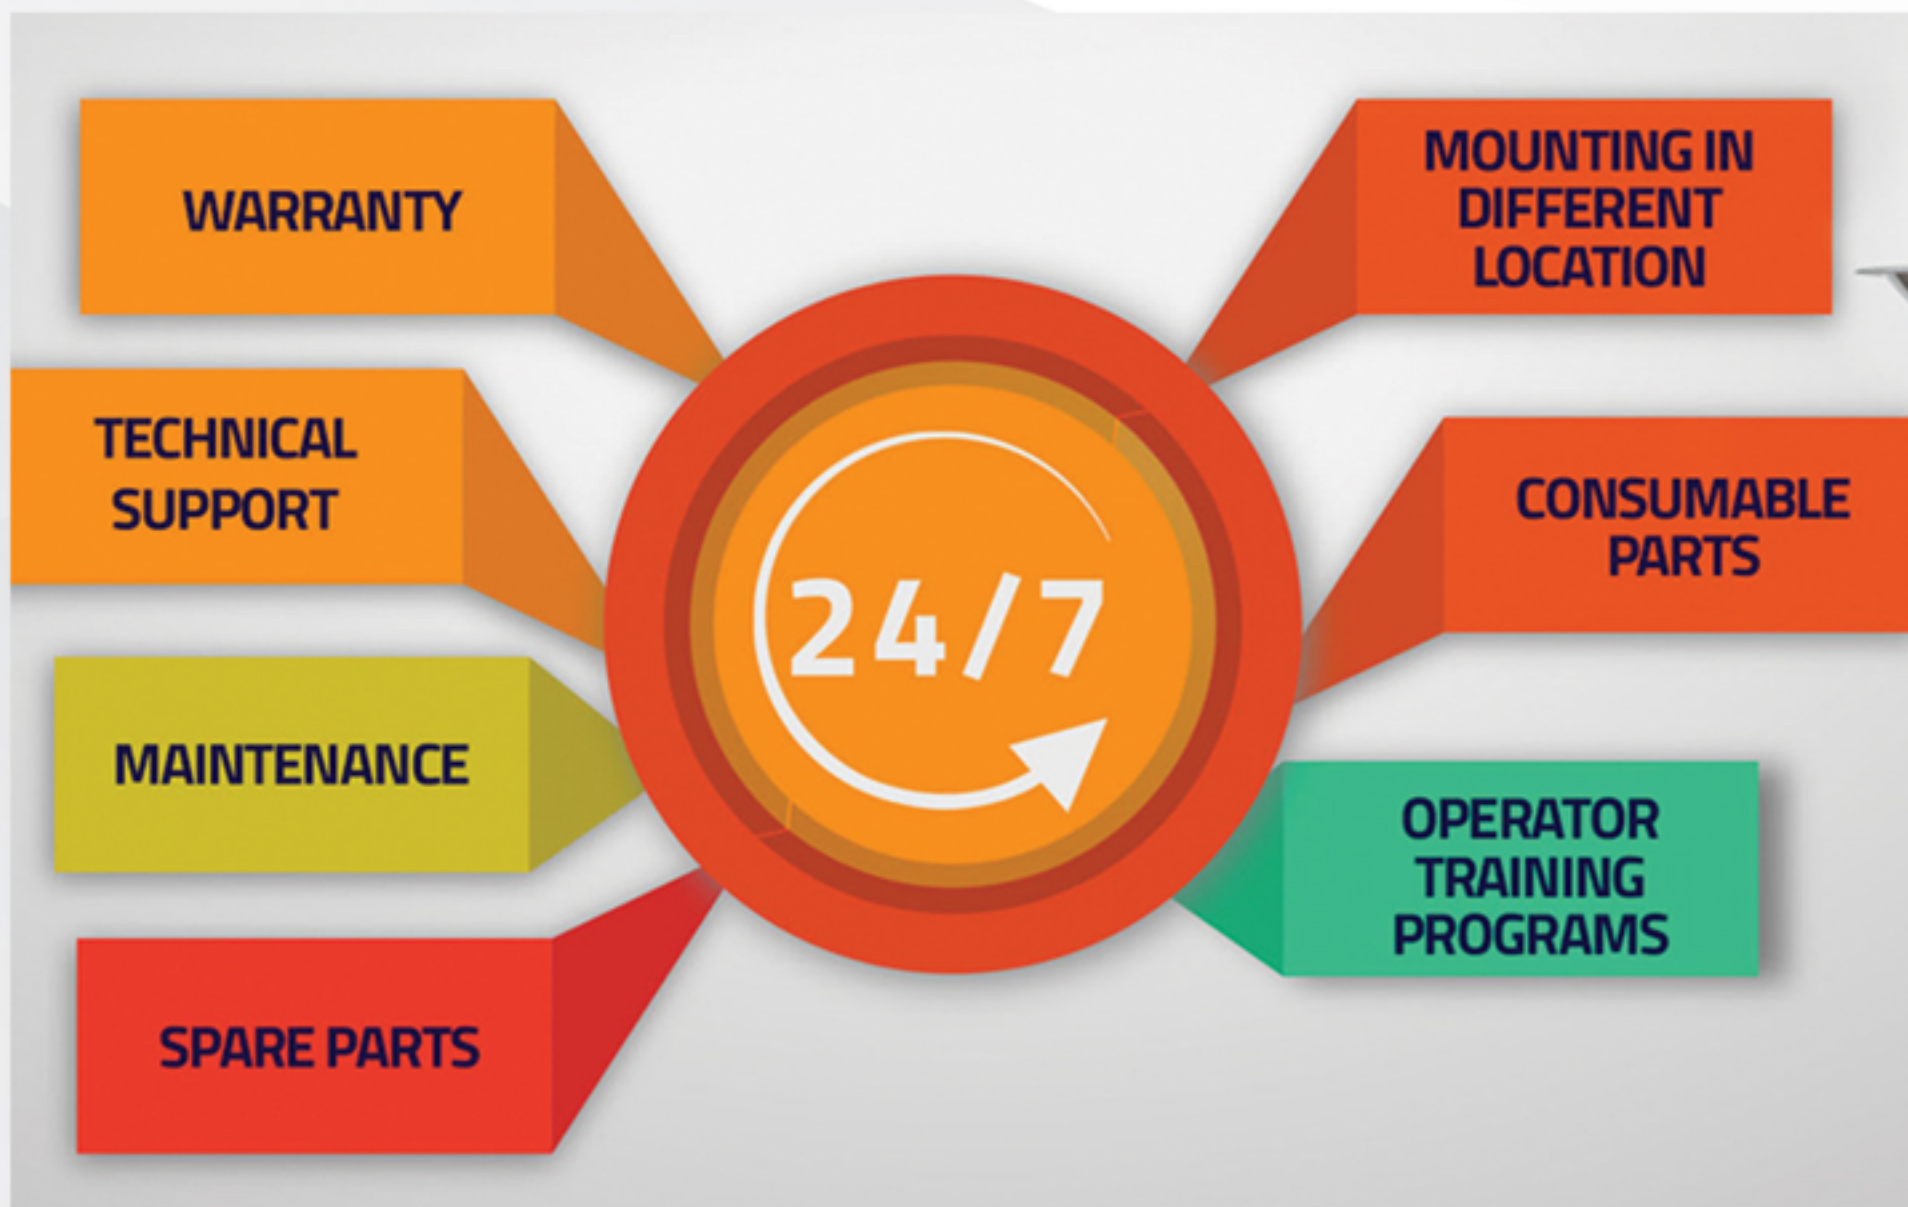 WARRANTY
TECHNICAL
SUPPORT
MAINTENANCE
SPARE PARTS
24/7
MOUNTING IN
DIFFERENT
LOCATION
CONSUMABLE
PARTS
OPERATOR
TRAINING
PROGRAMS